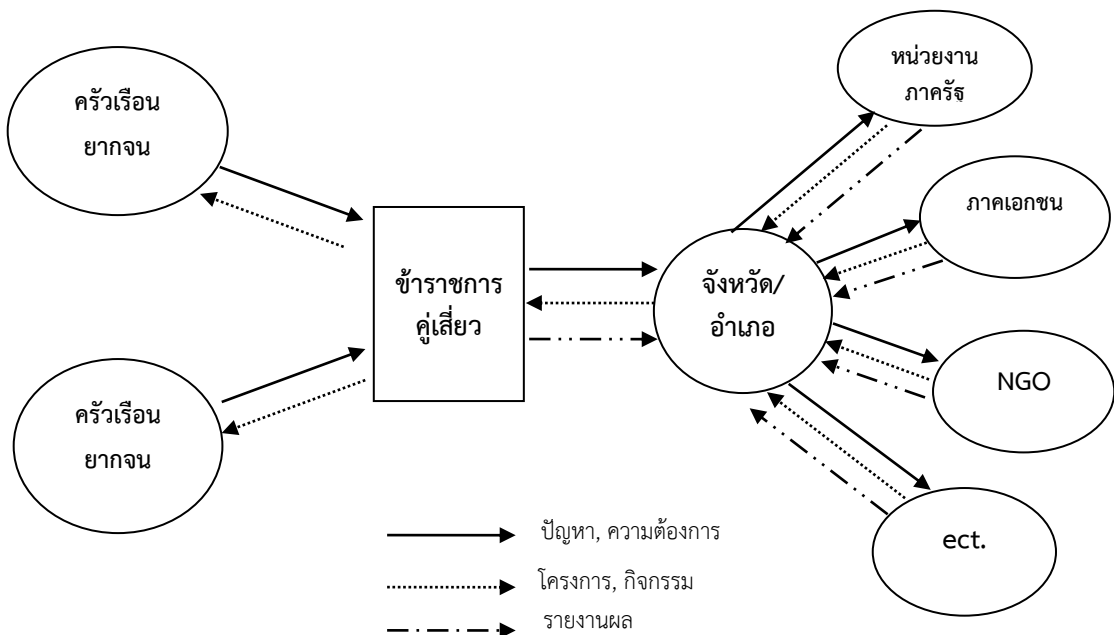 ครัวเรือน
ยากจน
ครัวเรือน
ยากจน
ข้าราชการ
คู่เสี่ยว
จังหวัด/
อำเภอ
หน่วยงาน
ภาครัฐ
ภาคเอกชน
NGO
ect.
ปัญหา, ความต้องการ
โครงการ, กิจกรรม
รายงานผล